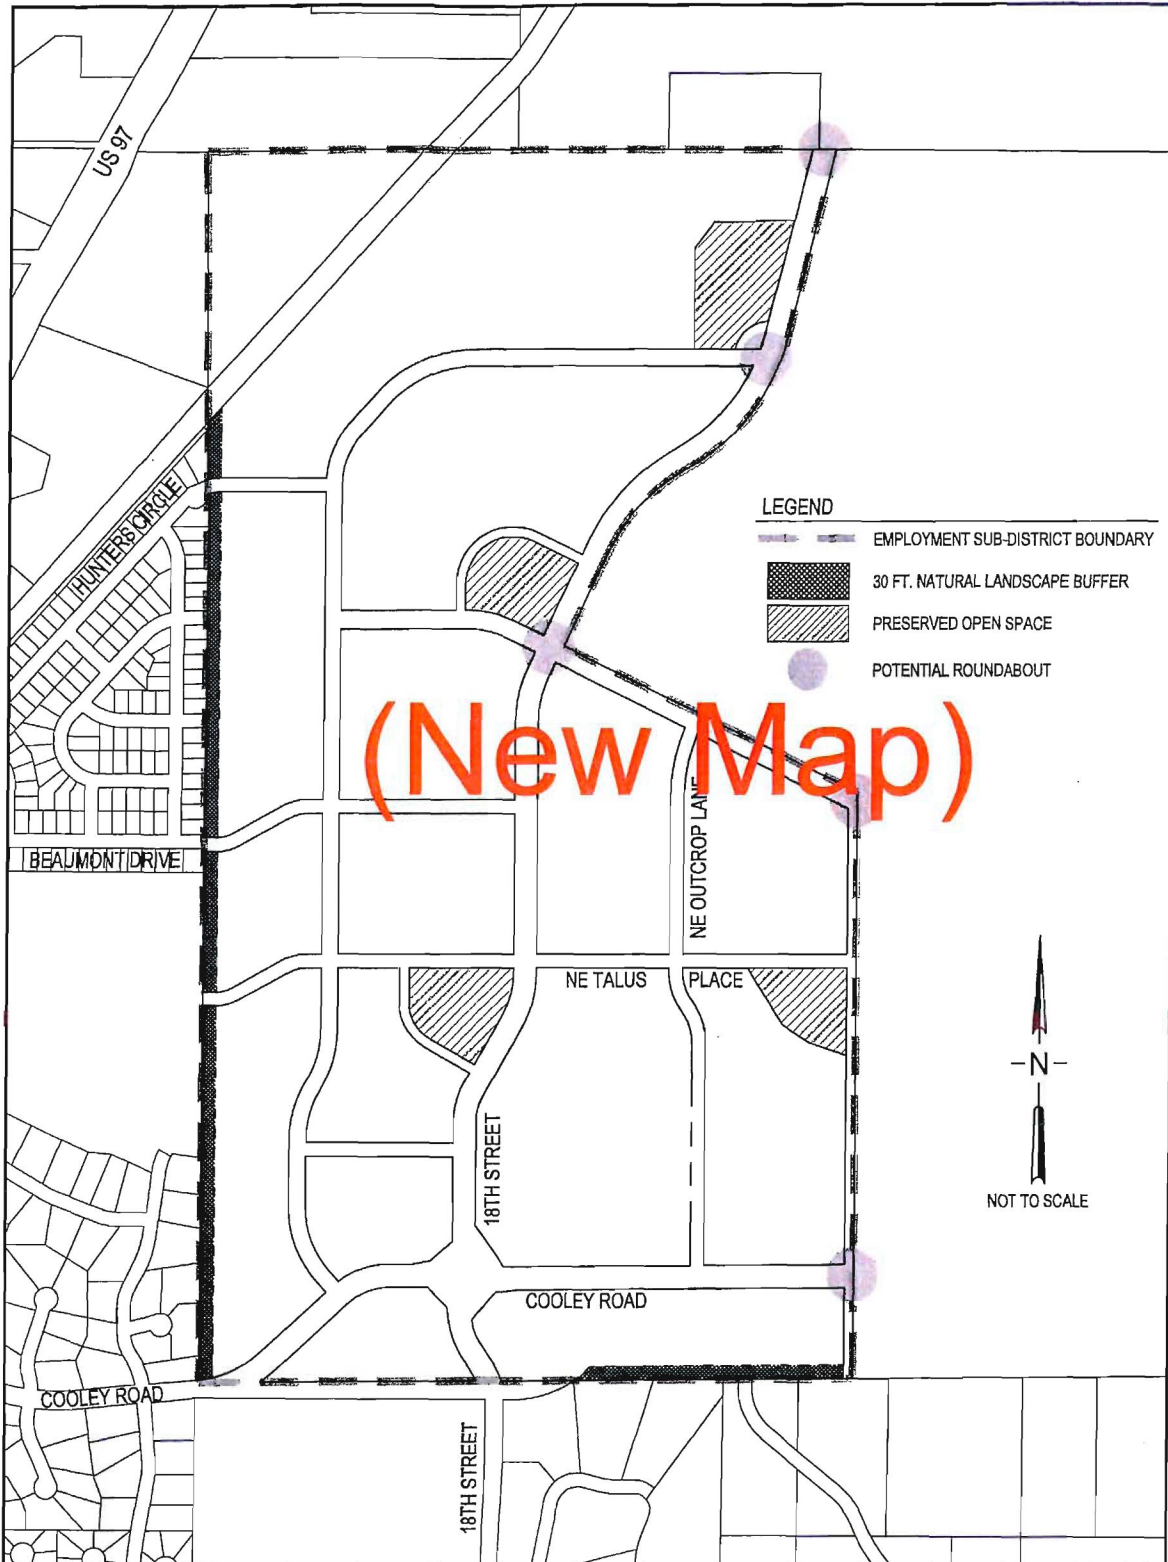 US 97
HUNTERS CIRCLE
LEGEND
EMPLOYMENT SUB-DISTRICT BOUNDARY
30 FT. NATURAL LANDSCAPE BUFFER
PRESERVED OPEN SPACE
POTENTIAL ROUNDABOUT
(New Map)
NE OUTCROP LANE
BEAUMONT DRIVE
NE TALUS PLACE
-N-
18TH STREET
NOT TO SCALE
COOLEY ROAD
COOLEY ROAD
18TH STREET